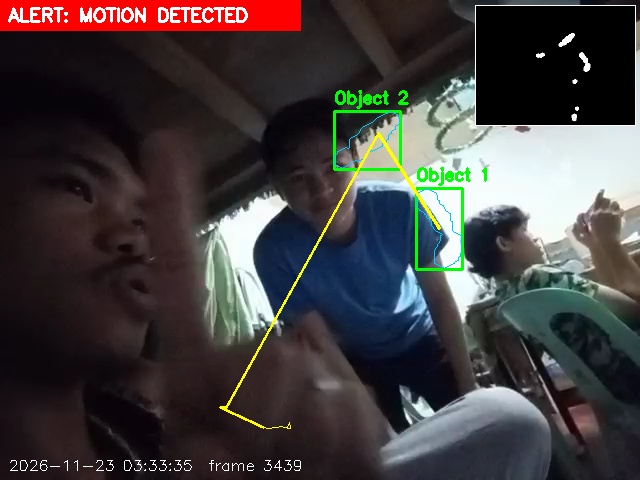 ALERT: MOTION DETECTED
Object 2
Object 1
2026-11-23 03:33:35 frame 3439